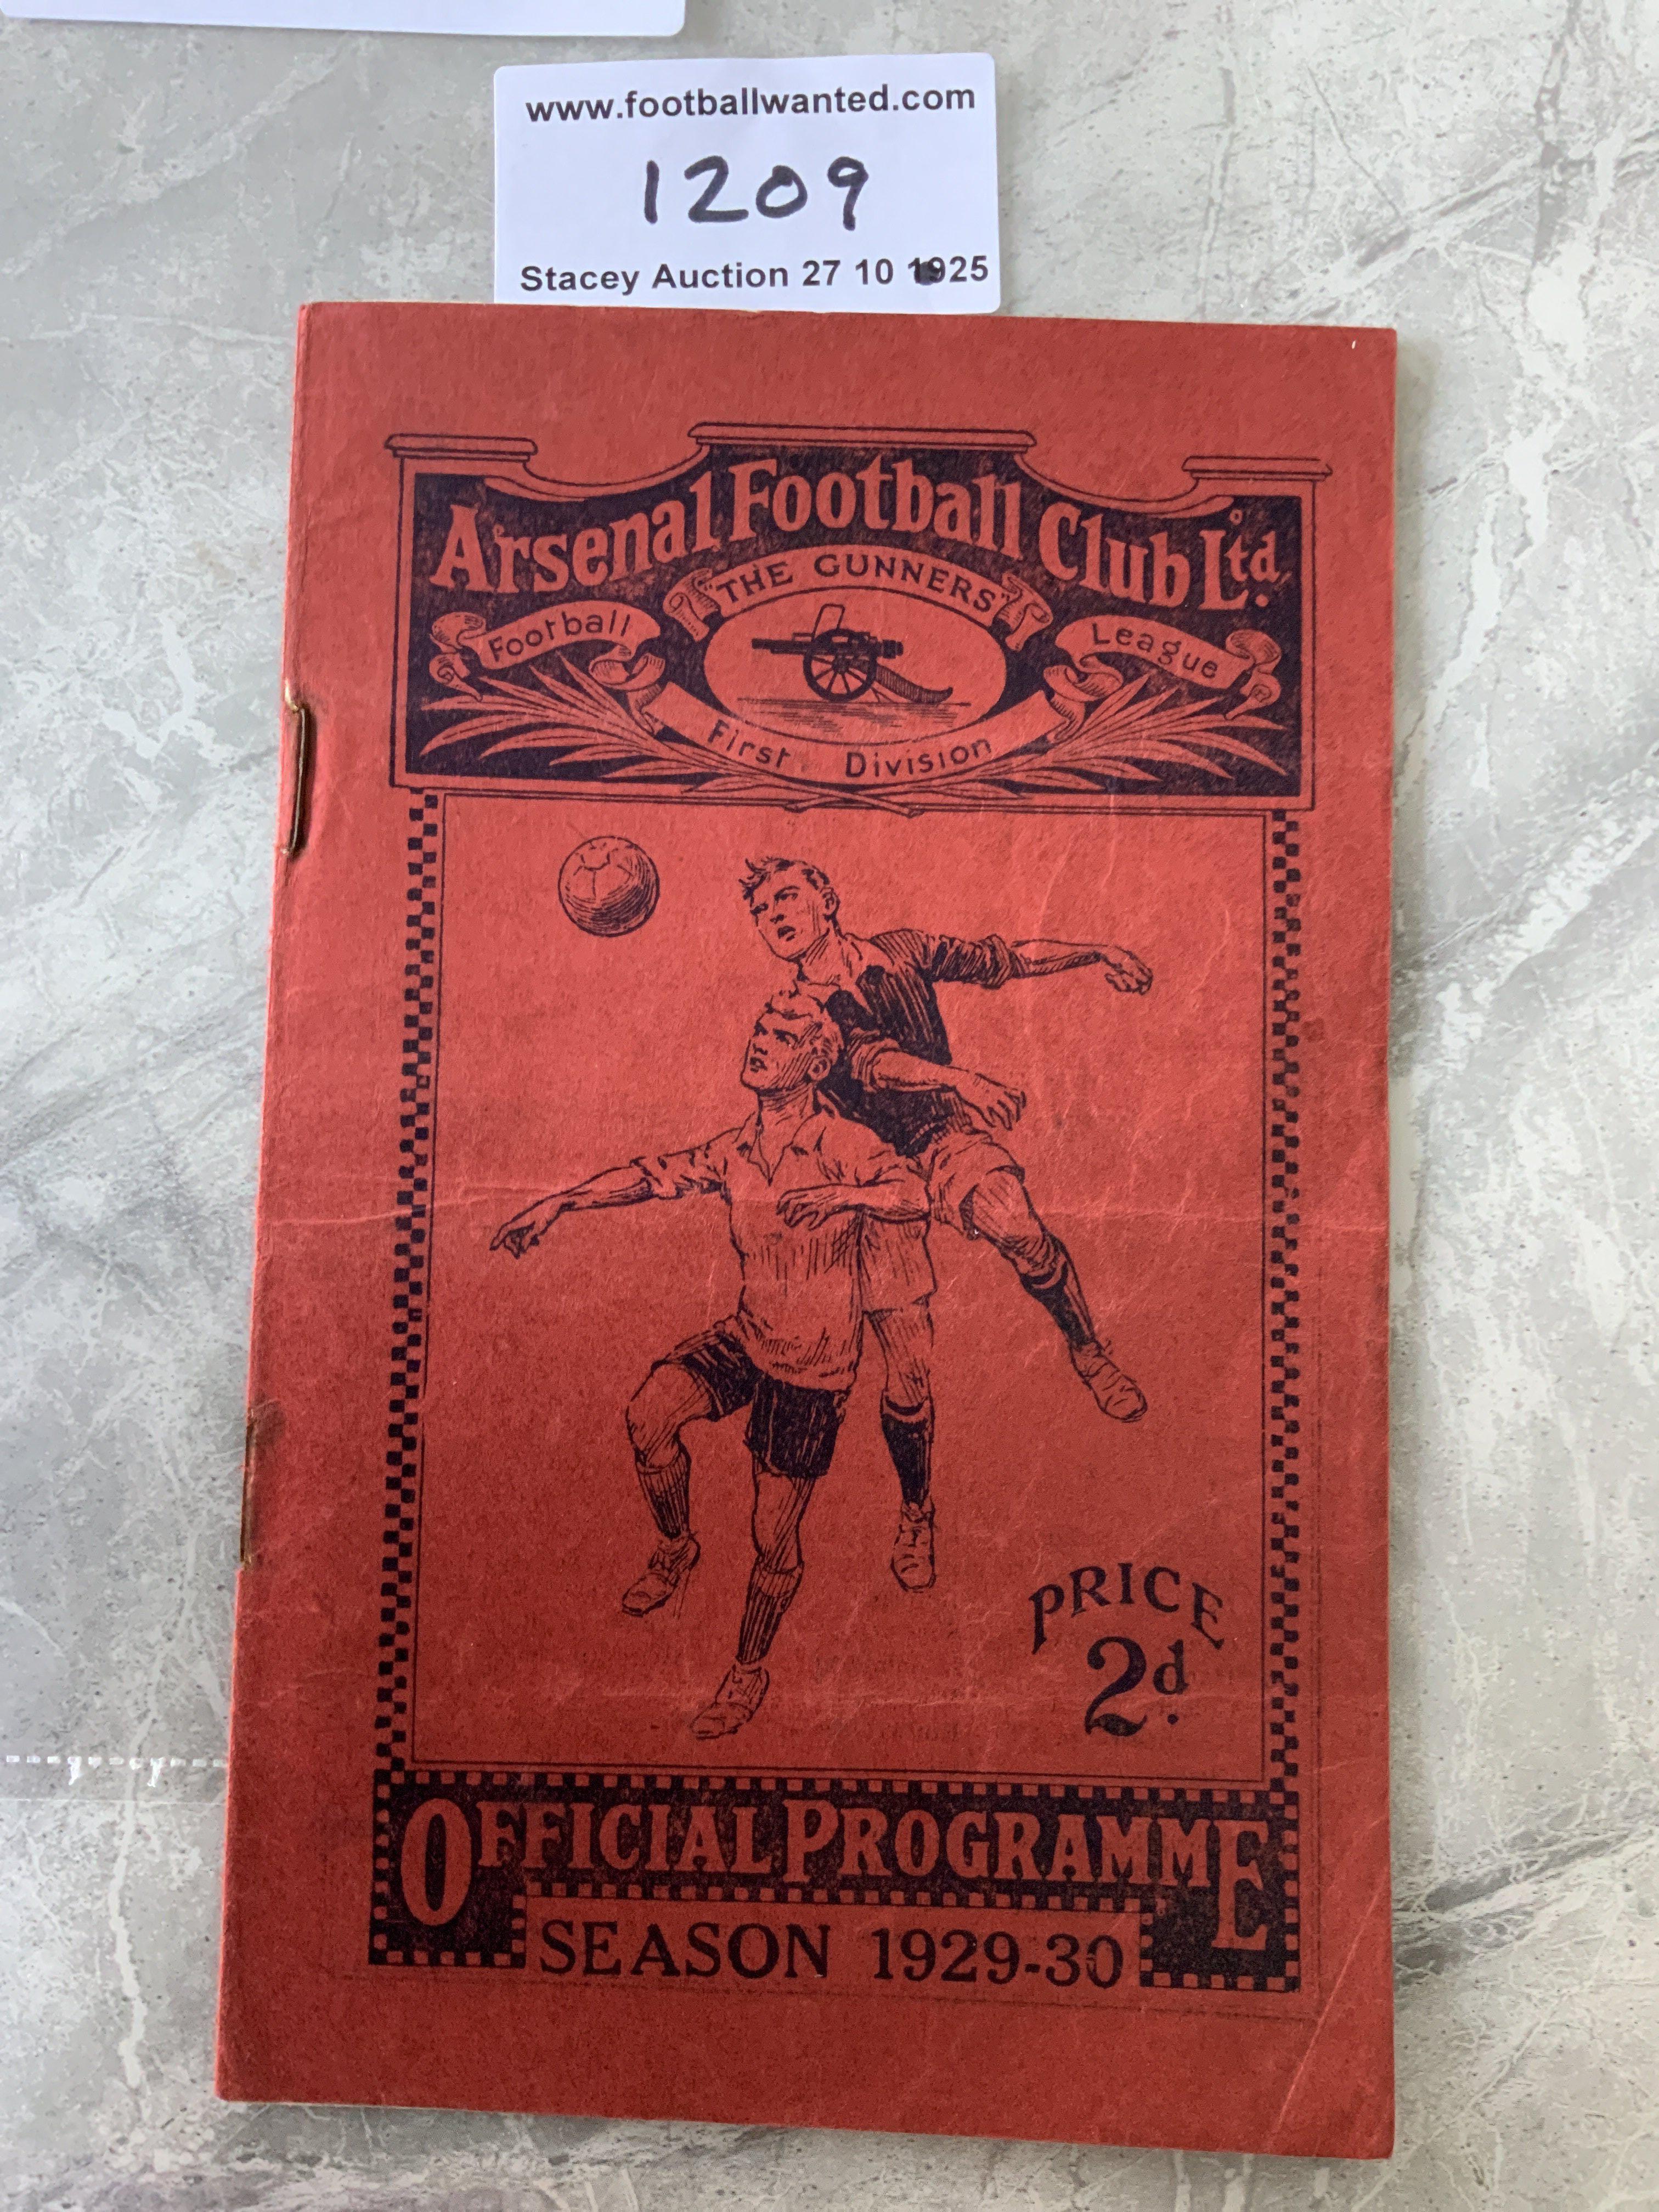 www.footballwanted.com
1209
Stacey Auction 27 10 1925
Arsenal Football Club Ltd.
"THE GUNNERS"
Football League
First Division
PRICE
2d.
OFFICIAL PROGRAMME
SEASON 1929-30